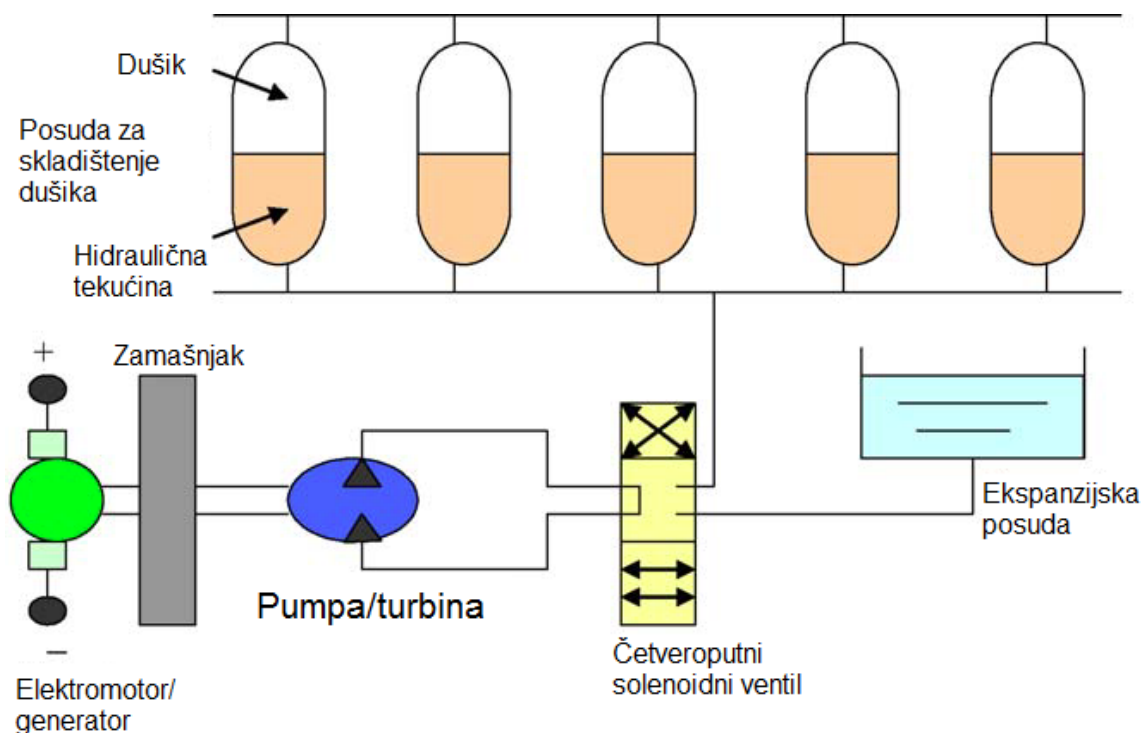 Dušik
Posuda za
skladištenje
dušika
Hidraulična
tekućina
+
Zamašnjak
Ekspanzijska
posuda
Pumpa/turbina
Četveroputni
solenoidni ventil
–
Elektromotor/
generator